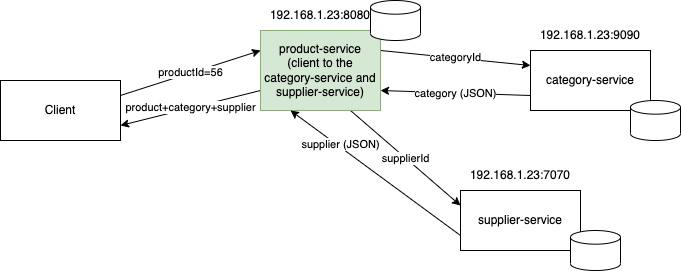 192.168.1.23:8080
product-service
(client to the
category-service and
supplier-service)
192.168.1.23:9090
category-service
categoryId
category (JSON)
productId=56
Client
product+category+supplier
supplier (JSON)
supplierId
192.168.1.23:7070
supplier-service